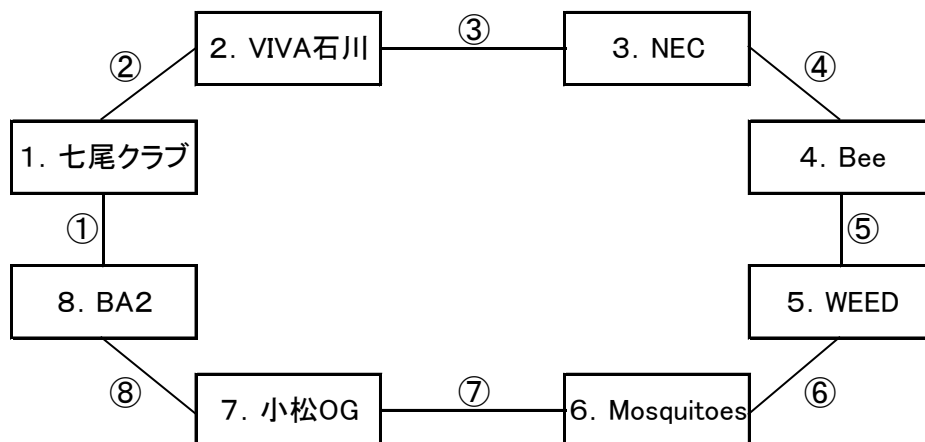 2．VIVA石川
③
3．NEC
②
④
1．七尾クラブ
4．Bee
①
⑤
8．BA2
5．WEED
⑧
⑦
⑥
7．小松OG
6．Mosquitoes